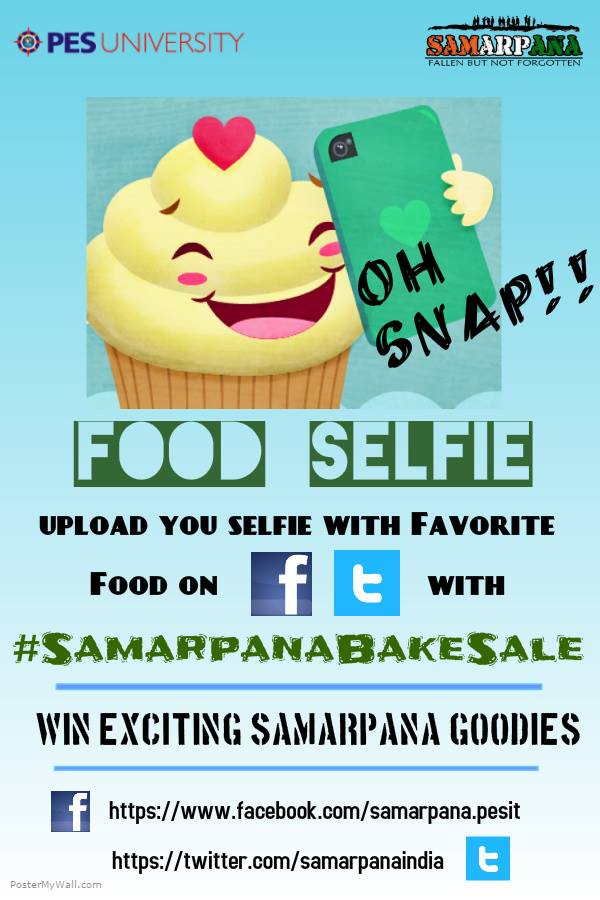 PES UNIVERSITY
SAMARPANA
FALLEN BUT NOT FORGOTTEN
OH
SNAP!!
FOOD SELFIE
UPLOAD YOU SELFIE WITH FAVORITE
FOOD ON f t WITH
#SAMARPANABAKESALE
WIN EXCITING SAMARPANA GOODIES
f https://www.facebook.com/samarpana.pesit
https://twitter.com/samarpanaindia t
PosterMyWall.com